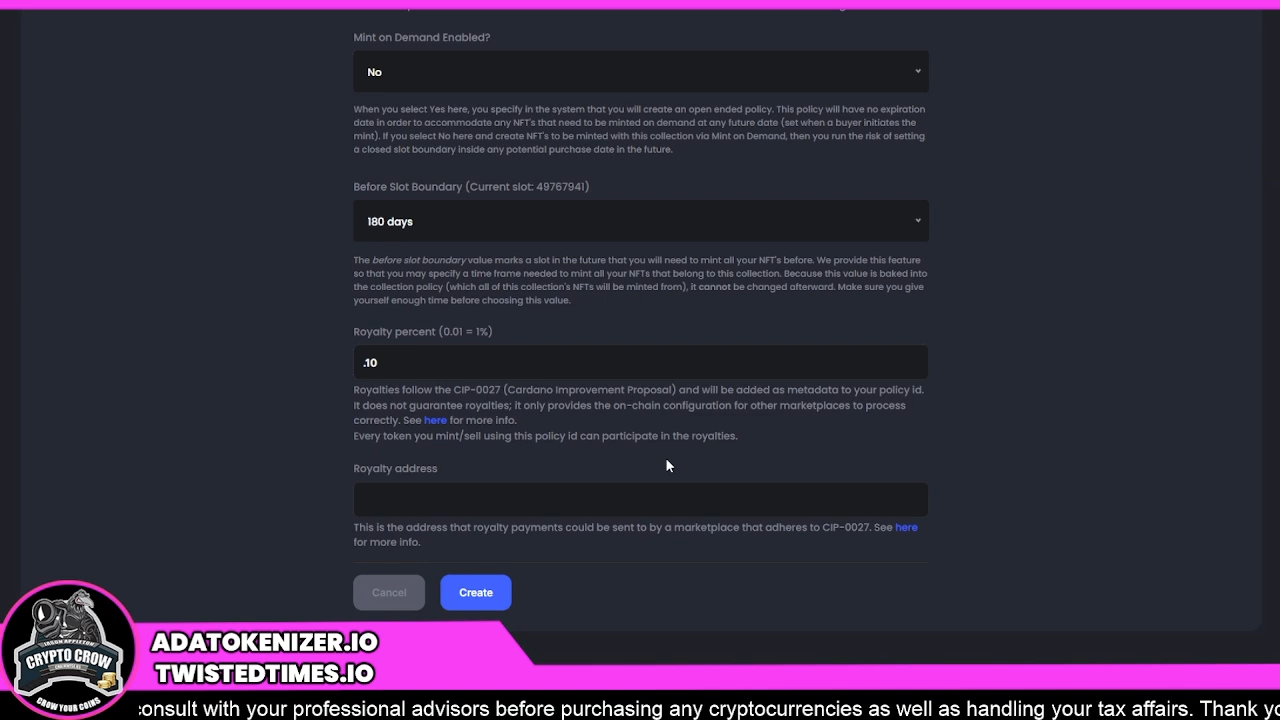 Mint on Demand Enabled?
No
When you select Yes here, you specify in the system that you will create an open ended policy. This policy will have no expiration
date in order to accommodate any NFT's that need to be minted on demand at any future date (set when a buyer initiates the
mint). If you select No here and create NFT's to be minted with this collection via Mint on Demand, then you run the risk of setting
a closed slot boundary inside any potential purchase date in the future.
Before Slot Boundary (Current slot: 49767941)
180 days
The before slot boundary value marks a slot in the future that you will need to mint all your NFT's before. We provide this feature
so that you may specify a time frame needed to mint all your NFTs that belong to this collection. Because this value is baked into
the collection policy (which all of this collection's NFTs will be minted from), it cannot be changed afterward. Make sure you give
yourself enough time before choosing this value.
Royalty percent (0.01 = 1%)
.10
Royalties follow the CIP-0027 (Cardano Improvement Proposal) and will be added as metadata to your policy id.
It does not guarantee royalties; it only provides the on-chain configuration for other marketplaces to process
correctly. See here for more info.
Every token you mint/sell using this policy id can participate in the royalties.
Royalty address
This is the address that royalty payments could be sent to by a marketplace that adheres to CIP-0027. See here
for more info.
Cancel
Create
JASON APPLETON
CRYPTO CROW
CROW YOUR COINS
ADATOKENIZER.IO
TWISTEDTIMES.IO
consult with your professional advisors before purchasing any cryptocurrencies as well as handling your tax affairs. Thank yo